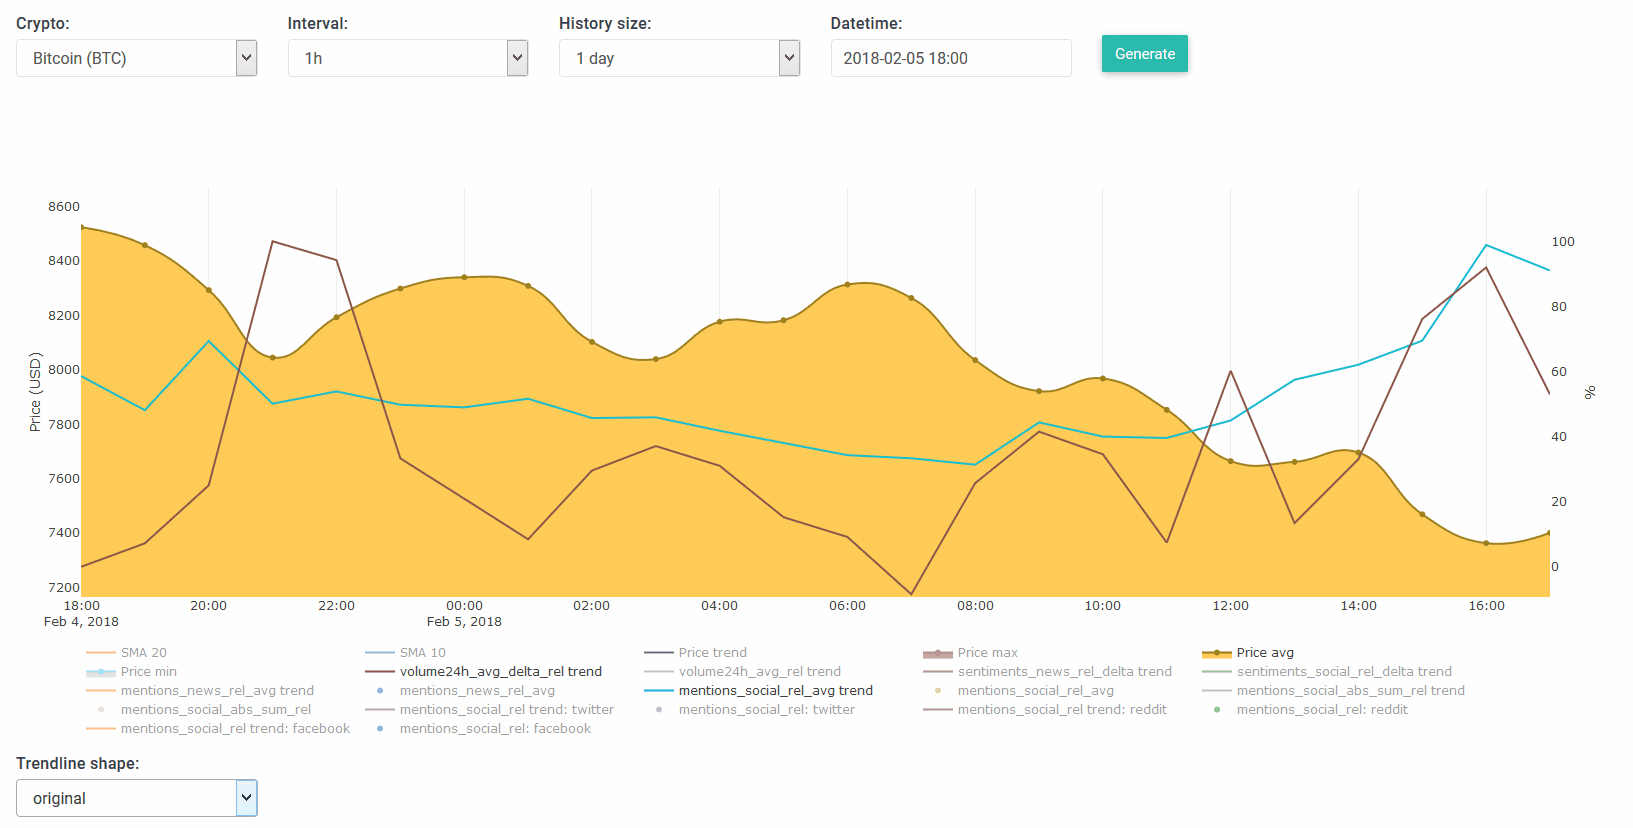 Crypto: Interval: History size: Datetime:
Bitcoin (BTC) 1h 1 day 2018-02-05 18:00 Generate
8600
8400
8200
8000
7800
7600
7400
7200
Price (USD)
100
80
60
40
20
0
%
18:00 20:00 22:00 00:00 02:00 04:00 06:00 08:00 10:00 12:00 14:00 16:00
Feb 4, 2018 Feb 5, 2018
SMA 20 SMA 10 Price trend Price max Price avg
Price min volume24h_avg_delta_rel trend volume24h_avg_rel trend sentiments_news_rel_delta trend sentiments_social_rel_delta trend
mentions_news_rel_avg trend mentions_news_rel_avg mentions_social_rel_avg trend mentions_social_rel_avg mentions_social_abs_sum_rel trend
mentions_social_abs_sum_rel mentions_social_rel trend: twitter mentions_social_rel: twitter mentions_social_rel trend: reddit mentions_social_rel: reddit
mentions_social_rel trend: facebook mentions_social_rel: facebook
Trendline shape:
original